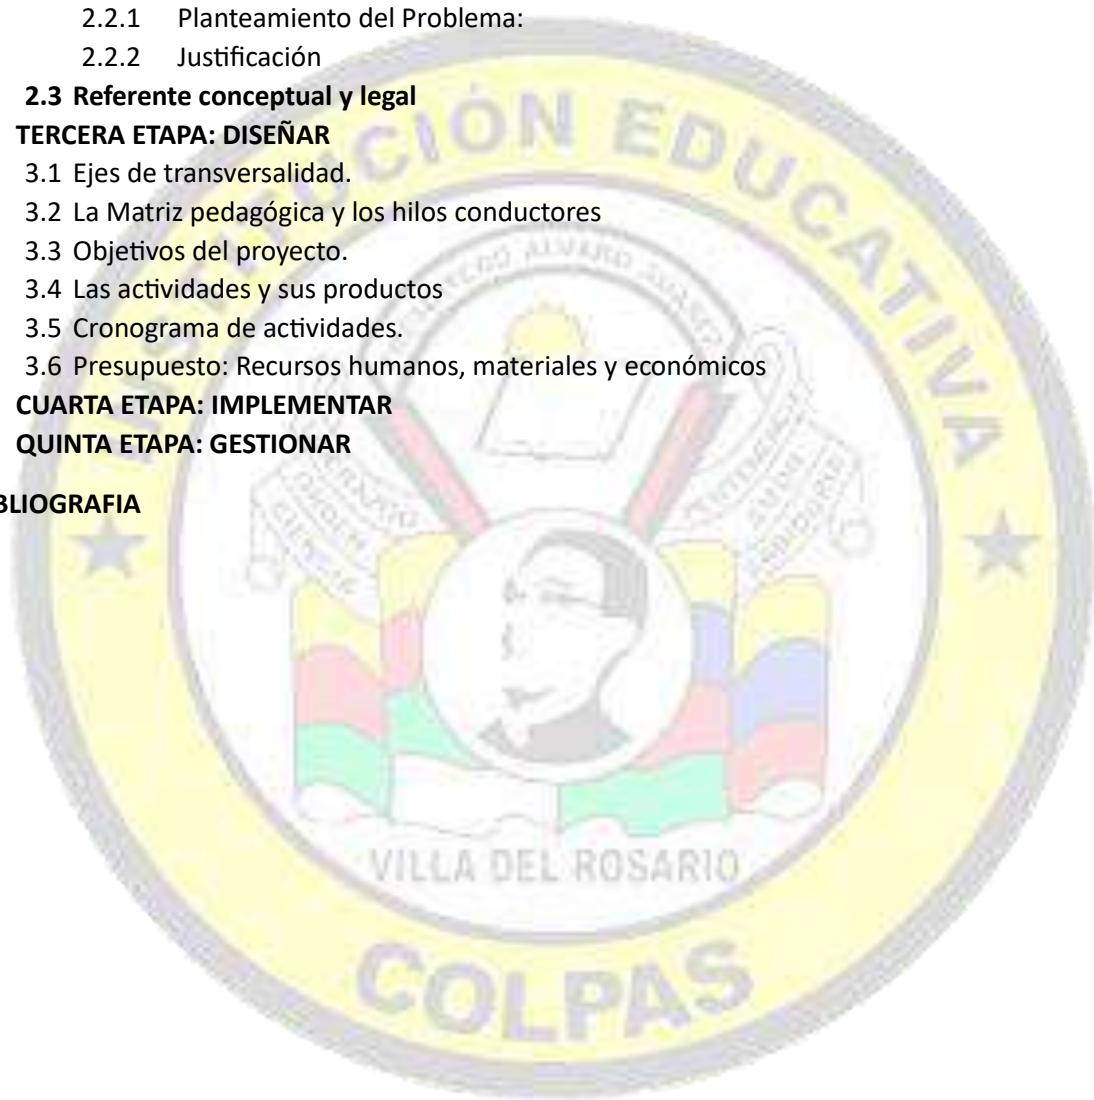 2.2.1 Planteamiento del Problema:
2.2.2 Justificación
2.3 Referente conceptual y legal
TERCERA ETAPA: DISEÑAR
3.1 Ejes de transversalidad.
3.2 La Matriz pedagógica y los hilos conductores
3.3 Objetivos del proyecto.
3.4 Las actividades y sus productos
3.5 Cronograma de actividades.
3.6 Presupuesto: Recursos humanos, materiales y económicos
CUARTA ETAPA: IMPLEMENTAR
QUINTA ETAPA: GESTIONAR
BLIOGRAFIA
INSTITUCIÓN EDUCATIVA
ALVARO
VILLA DEL ROSARIO
COLPAS